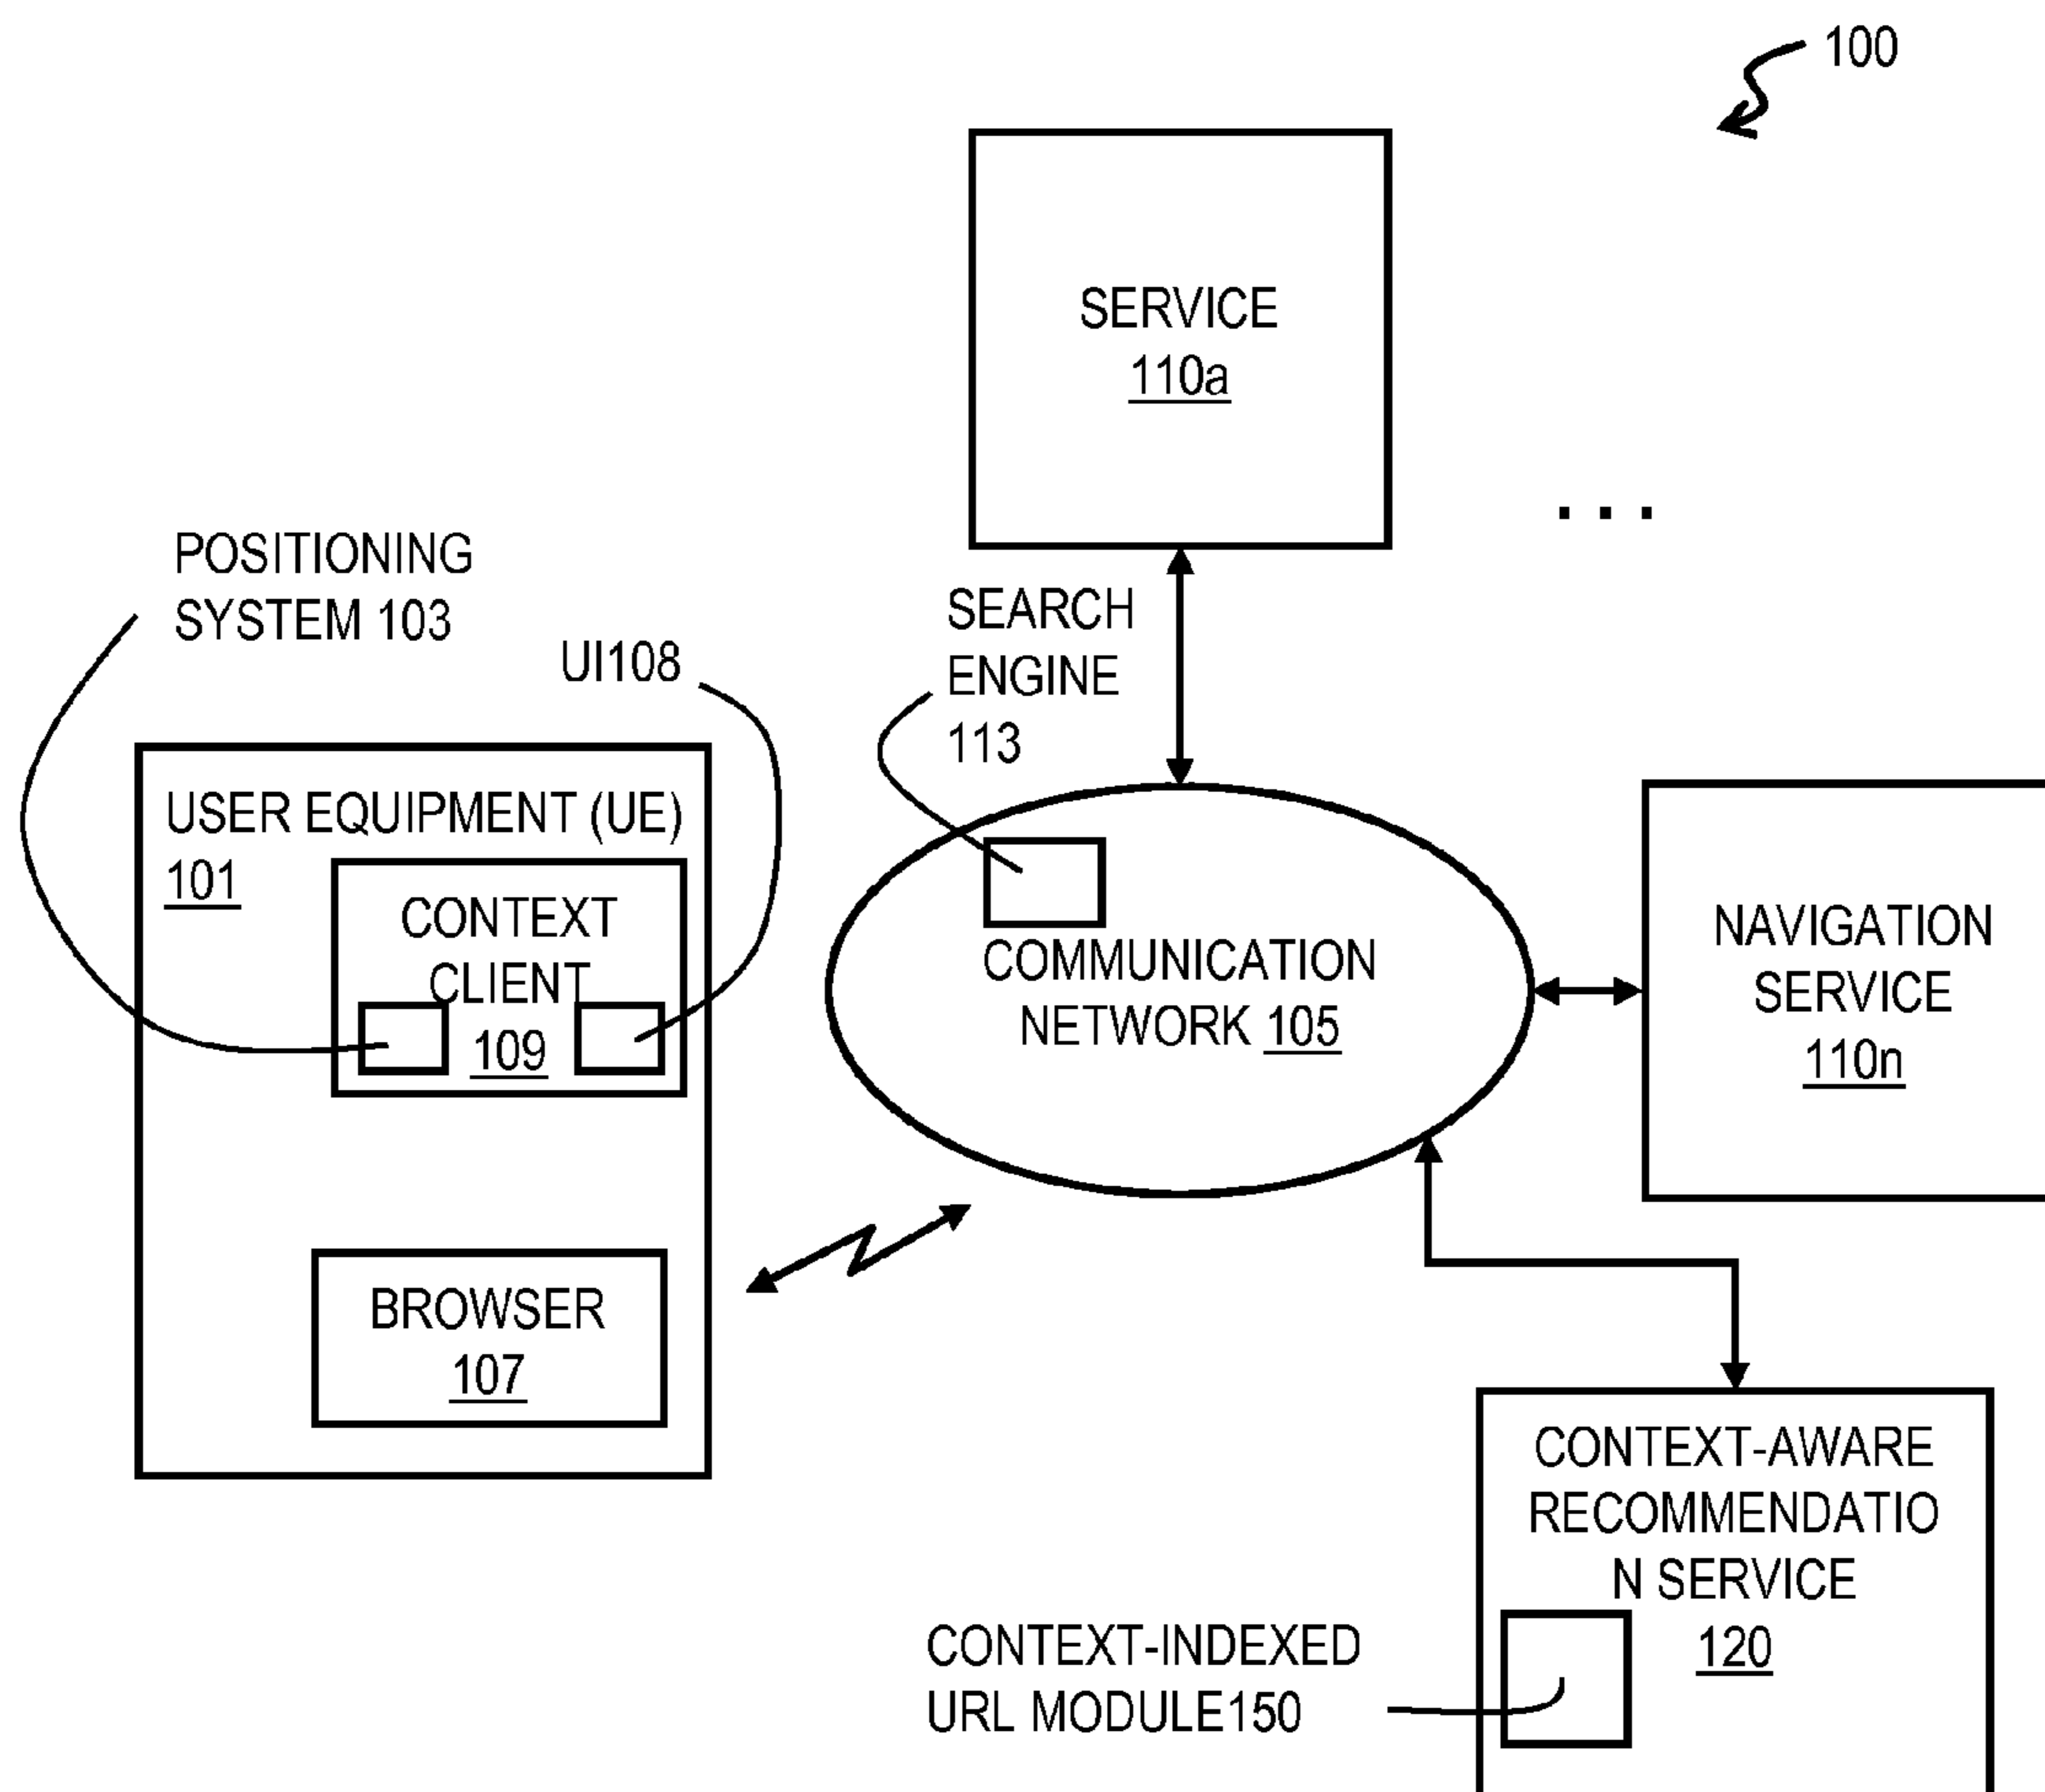 100
SERVICE
110a
. . .
POSITIONING
SYSTEM 103
UI108
SEARCH
ENGINE
113
USER EQUIPMENT (UE)
101
CONTEXT
CLIENT
109
BROWSER
107
COMMUNICATION
NETWORK 105
NAVIGATION
SERVICE
110n
CONTEXT-AWARE
RECOMMENDATIO
N SERVICE
120
CONTEXT-INDEXED
URL MODULE150